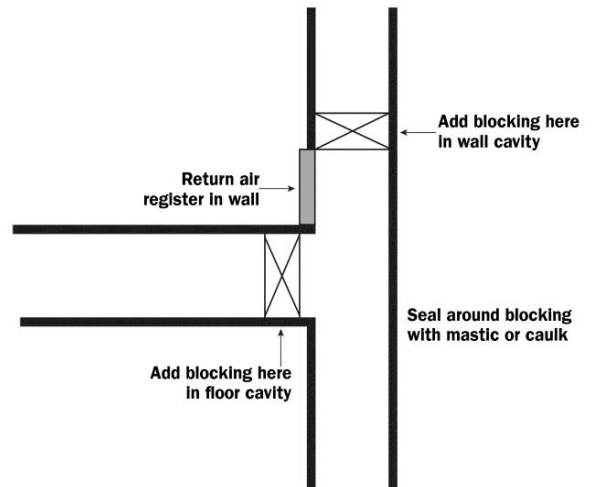 Add blocking here
in wall cavity
Return air
register in wall
Seal around blocking
with mastic or caulk
Add blocking here
in floor cavity